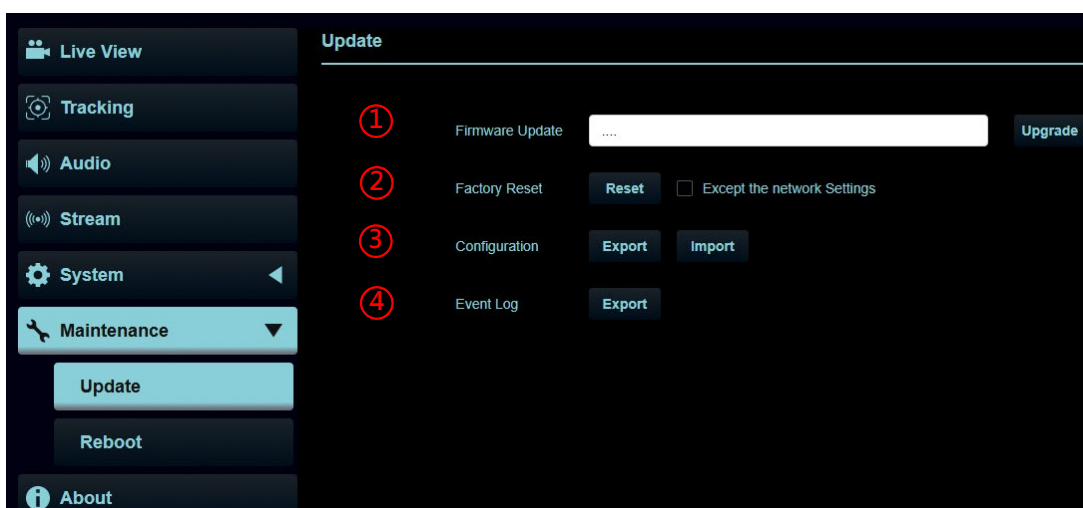 Live View
Tracking
Audio
Stream
System
Maintenance
Update
Reboot
About
Update
① Firmware Update .... Upgrade
② Factory Reset Reset Except the network Settings
③ Configuration Export Import
④ Event Log Export